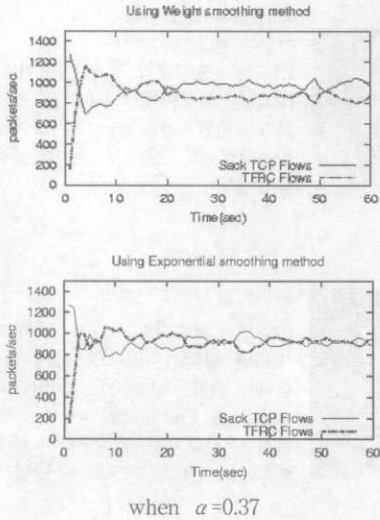 Using Weight smoothing method
packets/sec
1400
1200
1000
800
600
400
200
0
Sack TCP Flows
TFRC Flows
0 10 20 30 40 50 60
Time(sec)
Using Exponential smoothing method
packets/sec
1400
1200
1000
800
600
400
200
0
Sack TCP Flows
TFRC Flows
0 10 20 30 40 50 60
Time(sec)
when α=0.37